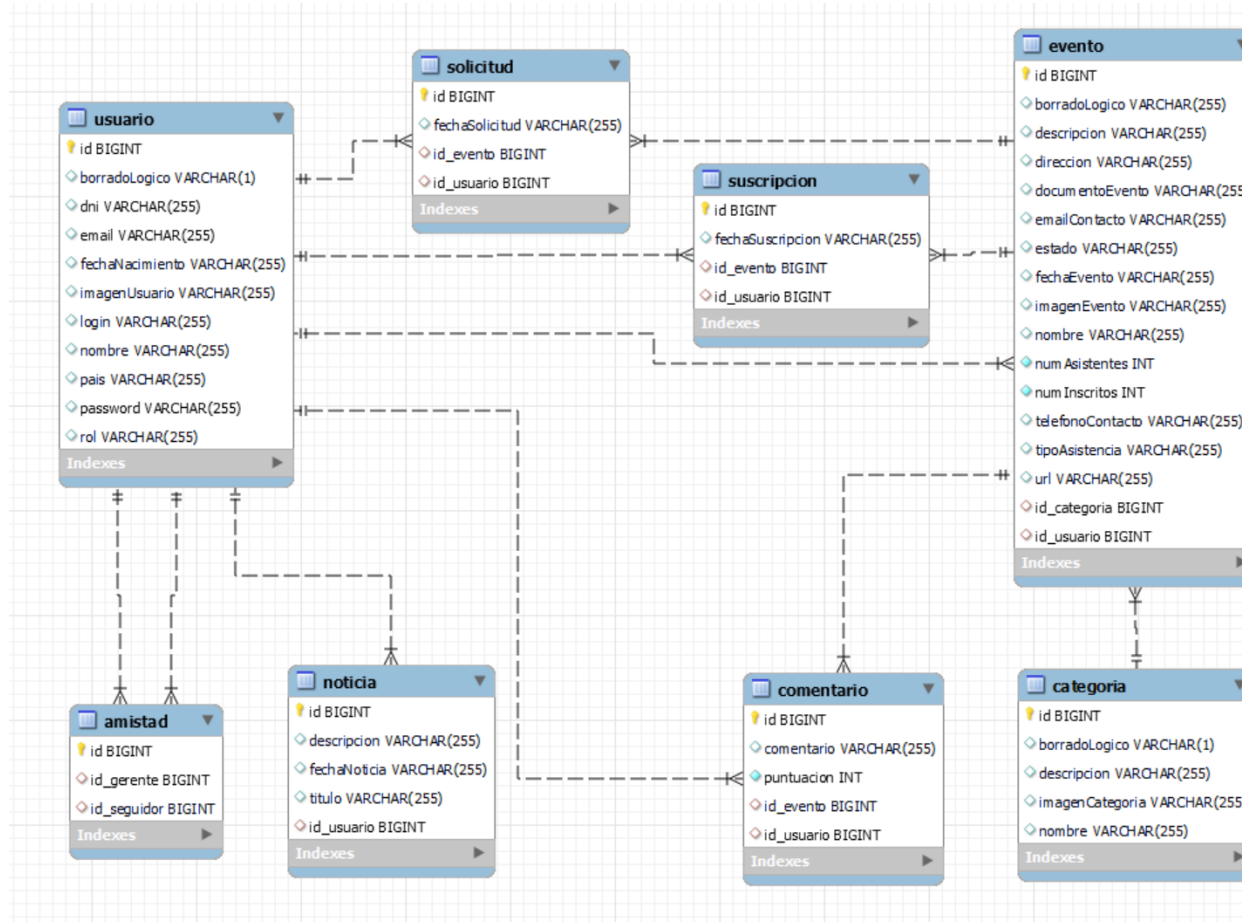 usuario
id BIGINT
borradoLogico VARCHAR(1)
dni VARCHAR(255)
email VARCHAR(255)
fechaNacimiento VARCHAR(255)
imagenUsuario VARCHAR(255)
login VARCHAR(255)
nombre VARCHAR(255)
pais VARCHAR(255)
password VARCHAR(255)
rol VARCHAR(255)
Indexes
solicitud
id BIGINT
fechaSolicitud VARCHAR(255)
id_evento BIGINT
id_usuario BIGINT
Indexes
suscripcion
id BIGINT
fechaSuscripcion VARCHAR(255)
id_evento BIGINT
id_usuario BIGINT
Indexes
evento
id BIGINT
borradoLogico VARCHAR(255)
descripcion VARCHAR(255)
direccion VARCHAR(255)
documentoEvento VARCHAR(255
emailContacto VARCHAR(255)
estado VARCHAR(255)
fechaEvento VARCHAR(255)
imagenEvento VARCHAR(255)
nombre VARCHAR(255)
numAsistentes INT
numInscritos INT
telefonoContacto VARCHAR(255)
tipoAsistencia VARCHAR(255)
url VARCHAR(255)
id_categoria BIGINT
id_usuario BIGINT
Indexes
amistad
id BIGINT
id_gerente BIGINT
id_seguidor BIGINT
Indexes
noticia
id BIGINT
descripcion VARCHAR(255)
fechaNoticia VARCHAR(255)
titulo VARCHAR(255)
id_usuario BIGINT
Indexes
comentario
id BIGINT
comentario VARCHAR(255)
puntuacion INT
id_evento BIGINT
id_usuario BIGINT
Indexes
categoria
id BIGINT
borradoLogico VARCHAR(1)
descripcion VARCHAR(255)
imagenCategoria VARCHAR(255
nombre VARCHAR(255)
Indexes